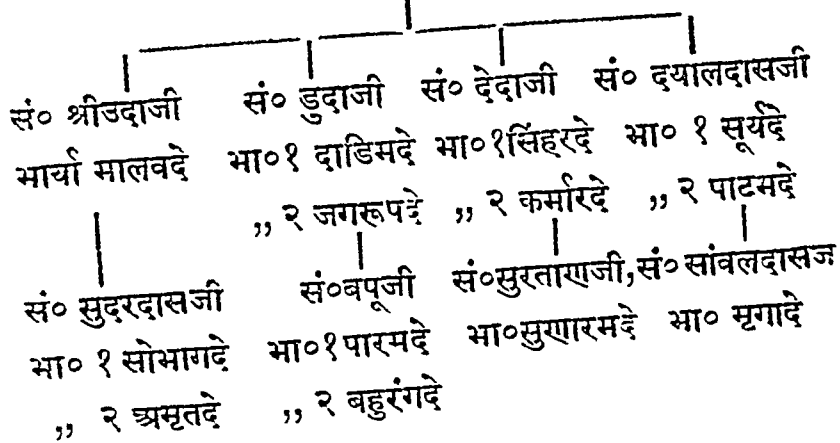 सं० श्रीउदाजी सं० डुदाजी सं० देदाजी सं० दयालदासजी
भार्या मालवदे भा०१ दाडिमदे भा०१सिंहरदे भा० १ सूर्यदे
,, २ जगरूपदे ,, २ कर्मारदे ,, २ पाटमदे
सं० सुदरदासजी सं०बपूजी सं०सुरताणजी, सं० सांवलदासज
भा० १ सोभागदे भा०१पारमदे भा०सुणारमदे भा० मृगादे
,, २ अमृतदे ,, २ बहुरंगदे